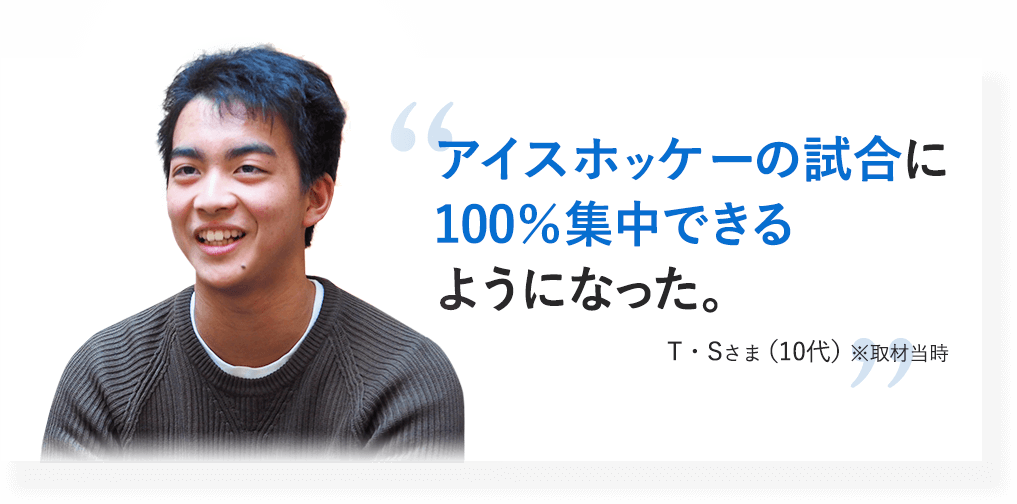 “
アイスホッケーの試合に
100％集中できる
ようになった。
T・Sさま（10代）※取材当時
”